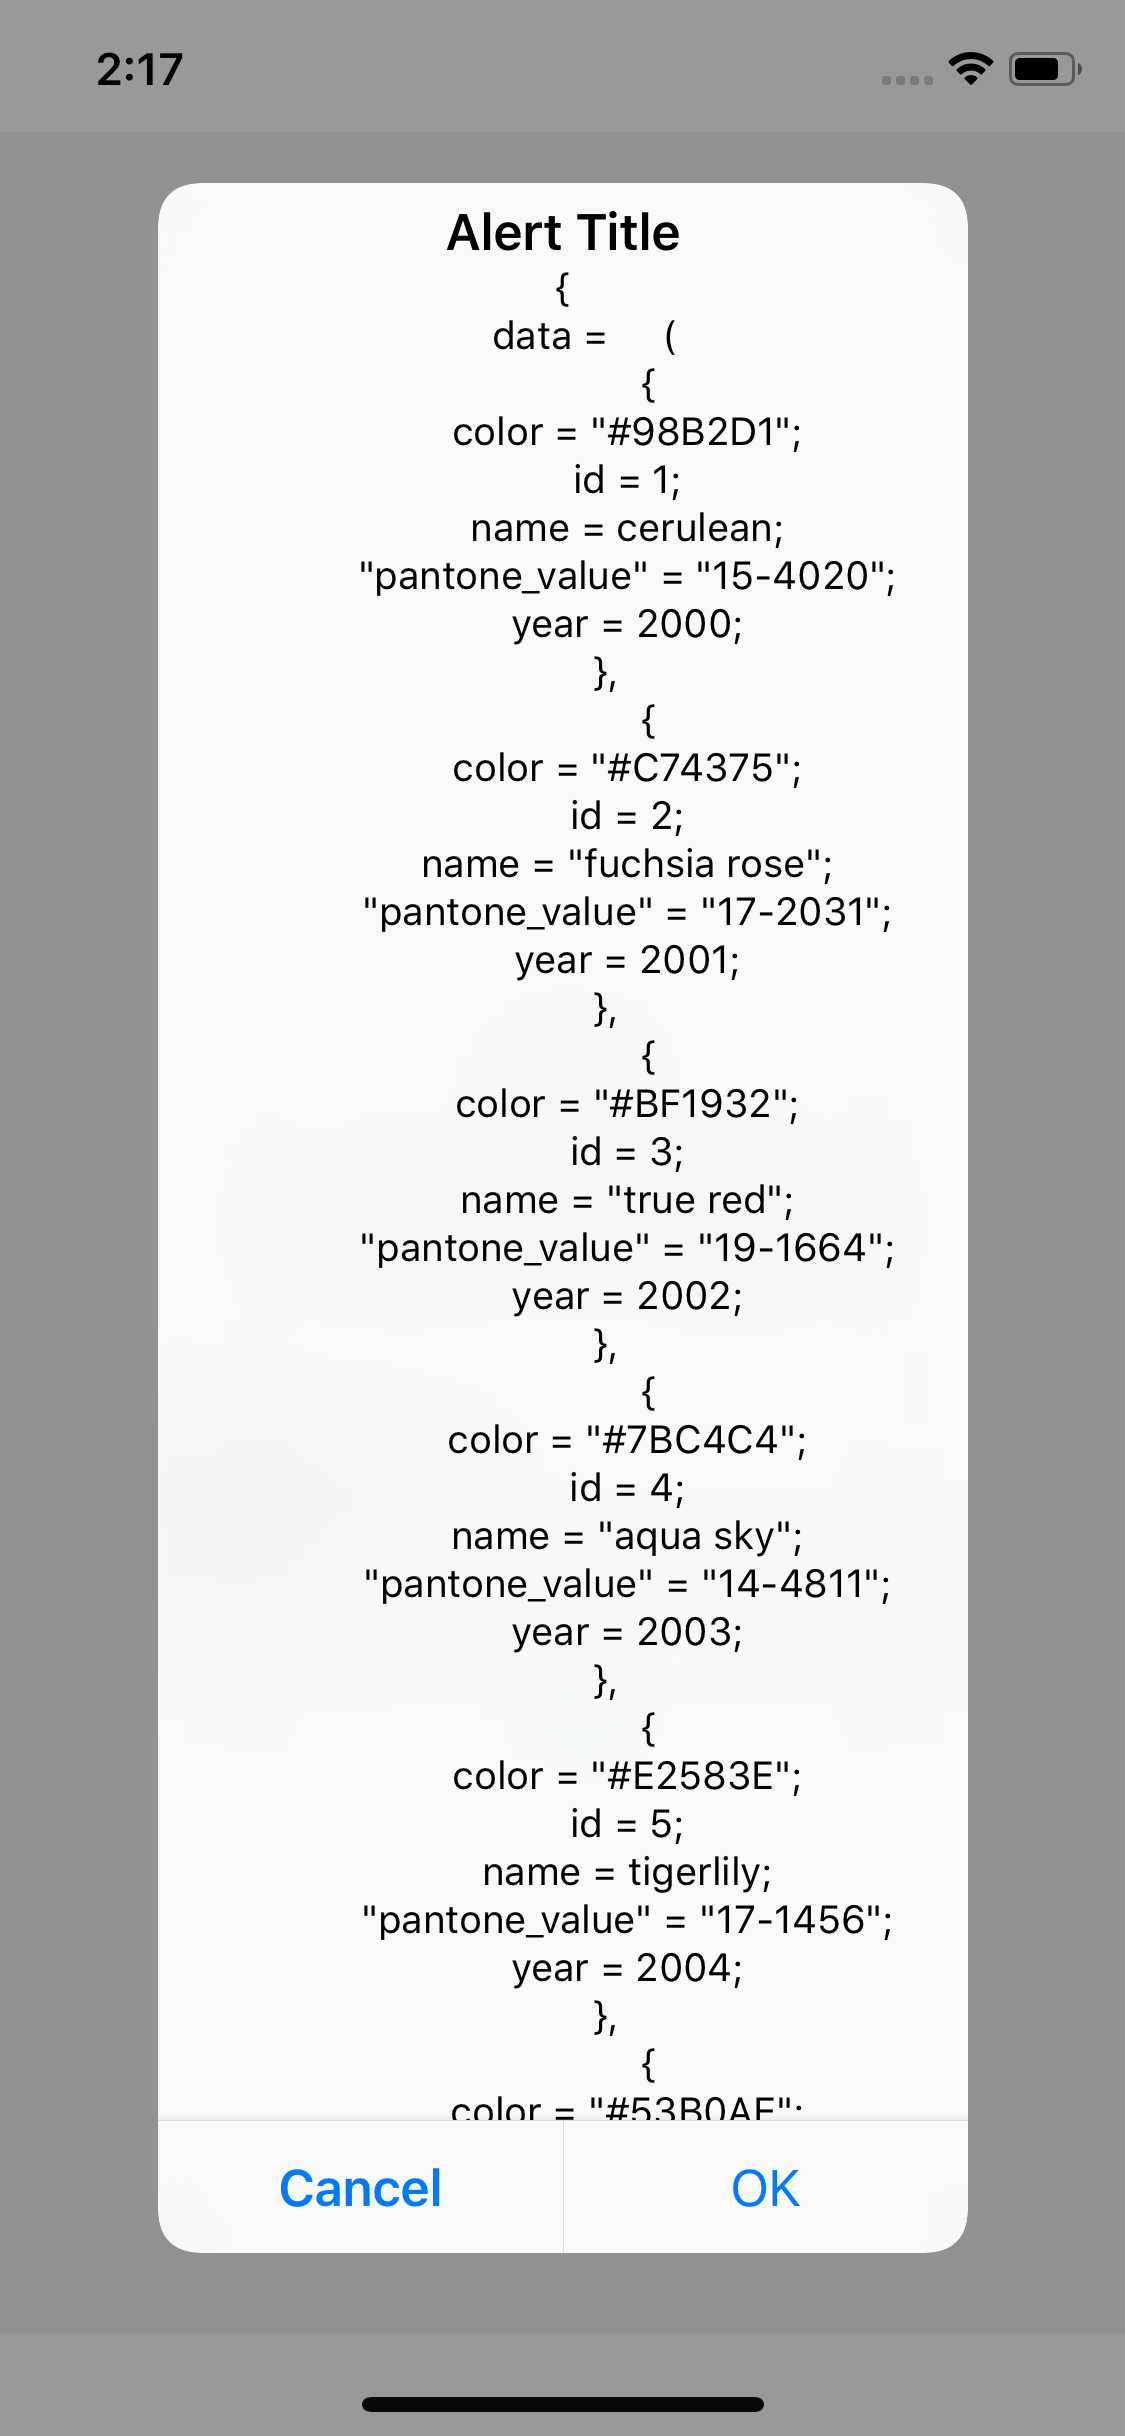 2:17
Alert Title
{
data = (
{
color = "#98B2D1";
id = 1;
name = cerulean;
"pantone_value" = "15-4020";
year = 2000;
},
{
color = "#C74375";
id = 2;
name = "fuchsia rose";
"pantone_value" = "17-2031";
year = 2001;
},
{
color = "#BF1932";
id = 3;
name = "true red";
"pantone_value" = "19-1664";
year = 2002;
},
{
color = "#7BC4C4";
id = 4;
name = "aqua sky";
"pantone_value" = "14-4811";
year = 2003;
},
{
color = "#E2583E";
id = 5;
name = tigerlily;
"pantone_value" = "17-1456";
year = 2004;
},
{
color =
Cancel
OK